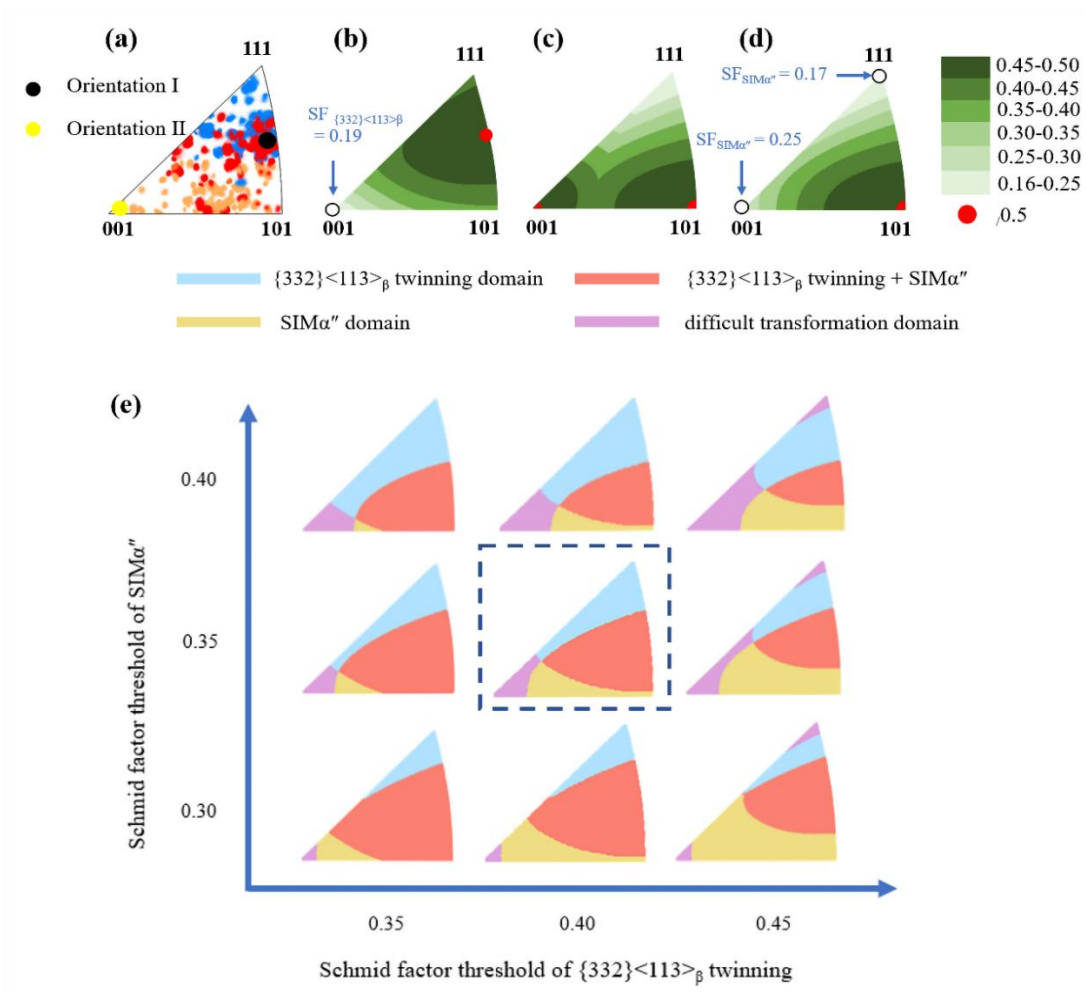 (a)
(b)
(c)
(d)
111
111
111
111
Orientation I
Orientation II
SF {332}<113>β
= 0.19
SFSIMα″ = 0.17
SFSIMα″ = 0.25
0.45-0.50
0.40-0.45
0.35-0.40
0.30-0.35
0.25-0.30
0.16-0.25
0.5
001
101
001
101
001
101
001
101
{332}<113>β twinning domain
{332}<113>β twinning + SIMα″
SIMα″ domain
difficult transformation domain
(e)
Schmid factor threshold of SIMα″
0.40
0.35
0.30
0.35
0.40
0.45
Schmid factor threshold of {332}<113>β twinning